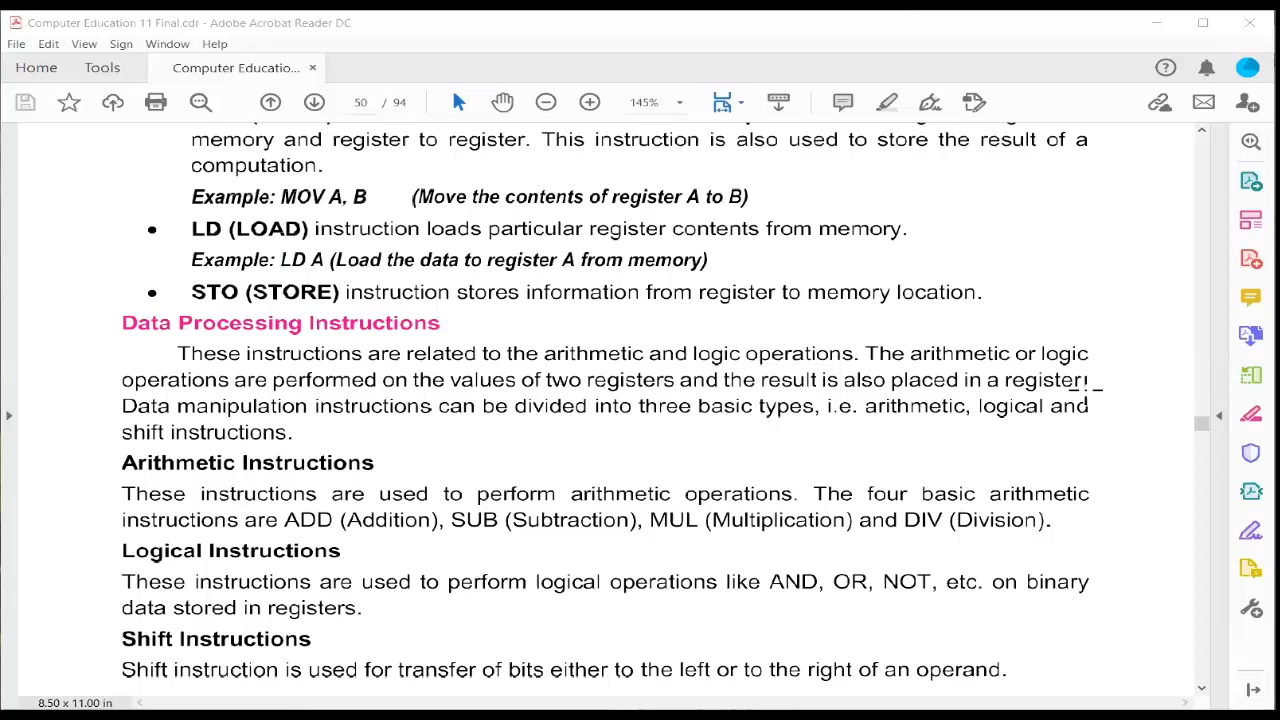 Computer Education 11 Final.cdr - Adobe Acrobat Reader DC
File Edit View Sign Window Help
Home Tools Computer Educatio... ×
50 / 94 145%
memory and register to register. This instruction is also used to store the result of a
computation.
Example: MOV A, B (Move the contents of register A to B)
• LD (LOAD) instruction loads particular register contents from memory.
Example: LD A (Load the data to register A from memory)
• STO (STORE) instruction stores information from register to memory location.
Data Processing Instructions
These instructions are related to the arithmetic and logic operations. The arithmetic or logic
operations are performed on the values of two registers and the result is also placed in a register.
Data manipulation instructions can be divided into three basic types, i.e. arithmetic, logical and
shift instructions.
Arithmetic Instructions
These instructions are used to perform arithmetic operations. The four basic arithmetic
instructions are ADD (Addition), SUB (Subtraction), MUL (Multiplication) and DIV (Division).
Logical Instructions
These instructions are used to perform logical operations like AND, OR, NOT, etc. on binary
data stored in registers.
Shift Instructions
Shift instruction is used for transfer of bits either to the left or to the right of an operand.
8.50 x 11.00 in